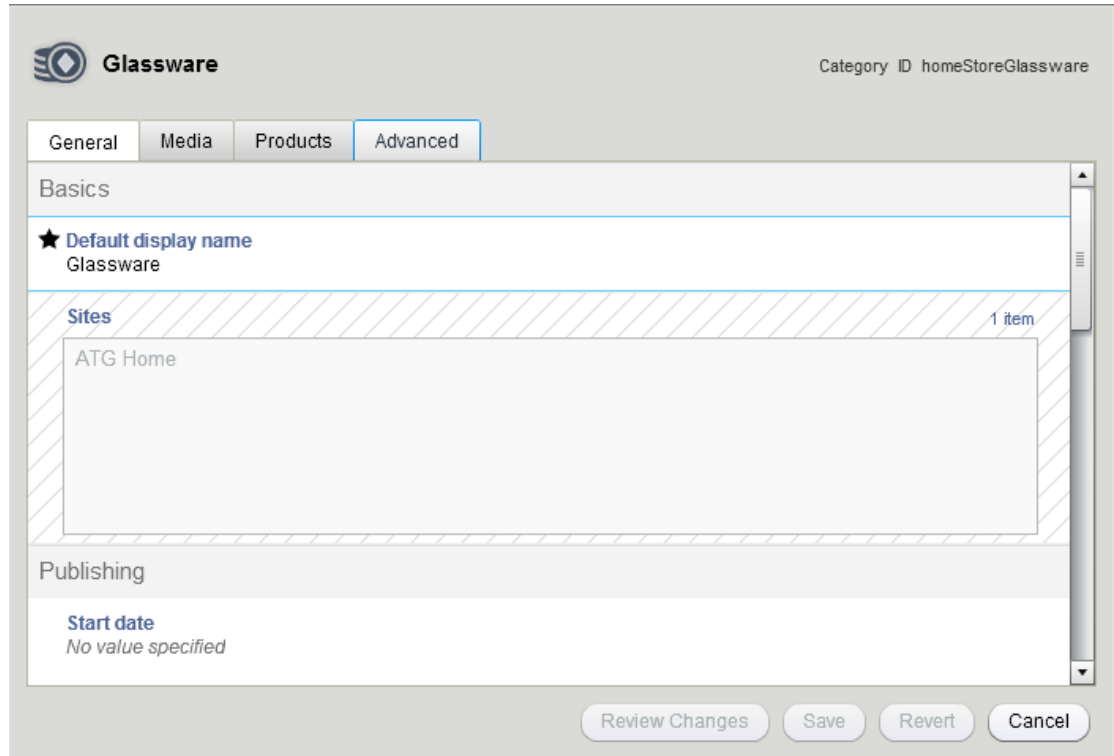 Glassware
Category ID homeStoreGlassware
General Media Products Advanced
Basics
Default display name
Glassware
Sites 1 item
ATG Home
Publishing
Start date
No value specified
Review Changes Save Revert Cancel